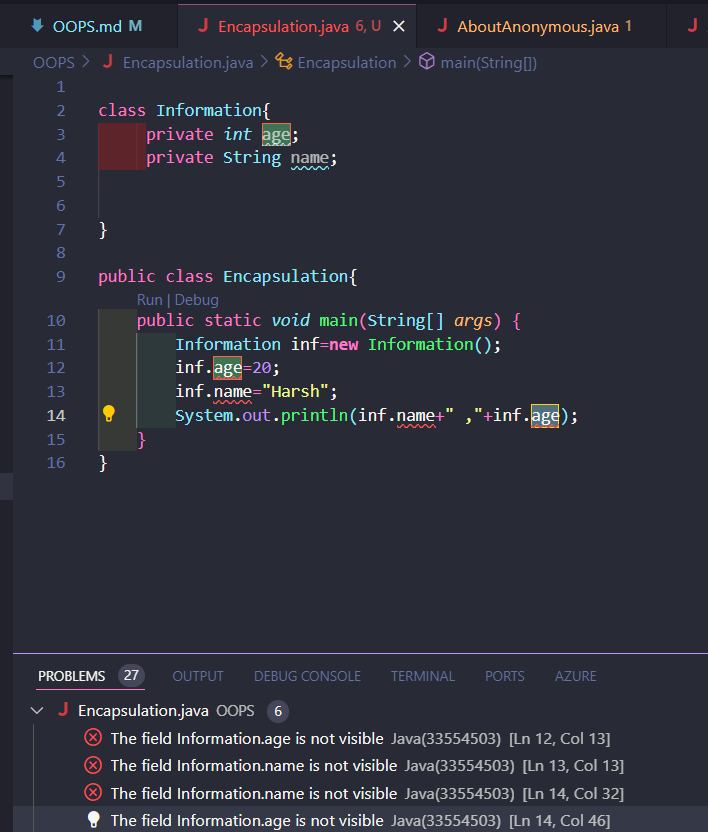 OOPS.md M
Encapsulation.java 6, U
AboutAnonymous.java 1
OOPS > Encapsulation.java > Encapsulation > main(String[])
1
2 class Information{
3 private int age;
4 private String name;
5
6
7 }
8
9 public class Encapsulation{
Run | Debug
10 public static void main(String[] args) {
11 Information inf=new Information();
12 inf.age=20;
13 inf.name="Harsh";
14 System.out.println(inf.name+" ,"+inf.age);
15 }
16 }
PROBLEMS 27 OUTPUT DEBUG CONSOLE TERMINAL PORTS AZURE
Encapsulation.java OOPS 6
The field Information.age is not visible Java(33554503) [Ln 12, Col 13]
The field Information.name is not visible Java(33554503) [Ln 13, Col 13]
The field Information.name is not visible Java(33554503) [Ln 14, Col 32]
The field Information.age is not visible Java(33554503) [Ln 14, Col 46]